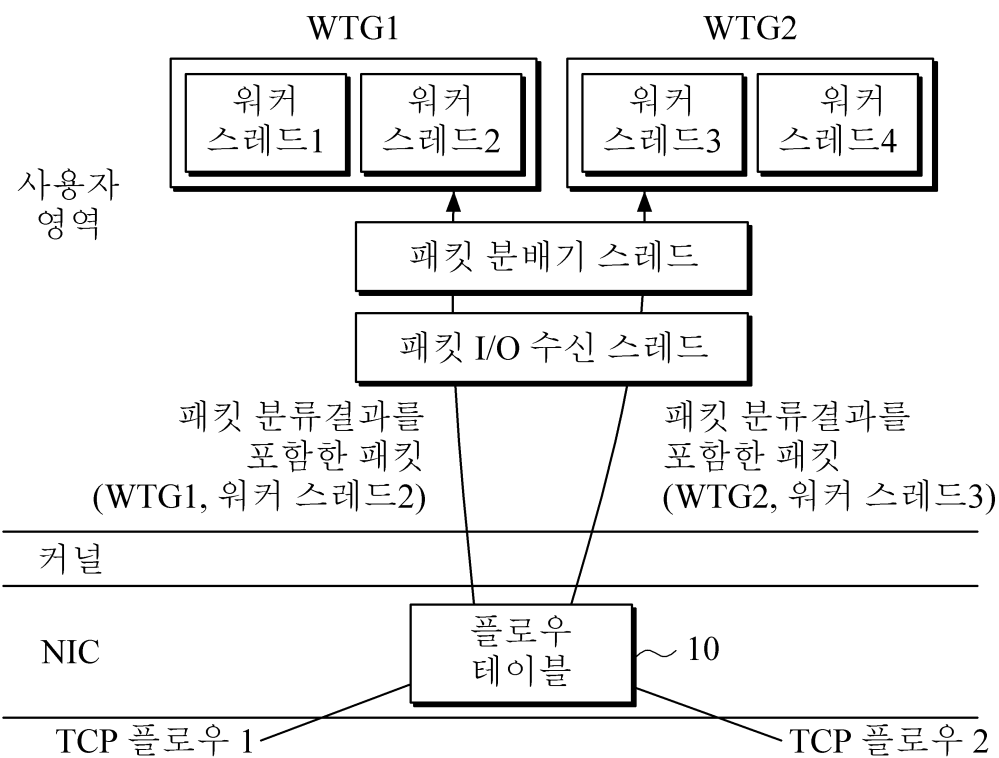 WTG1
WTG2
워커
스레드1
워커
스레드2
워커
스레드3
워커
스레드4
사용자
영역
패킷 분배기 스레드
패킷 I/O 수신 스레드
패킷 분류결과를
포함한 패킷
(WTG1, 워커 스레드2)
패킷 분류결과를
포함한 패킷
(WTG2, 워커 스레드3)
커널
NIC
플로우
테이블
10
TCP 플로우 1
TCP 플로우 2